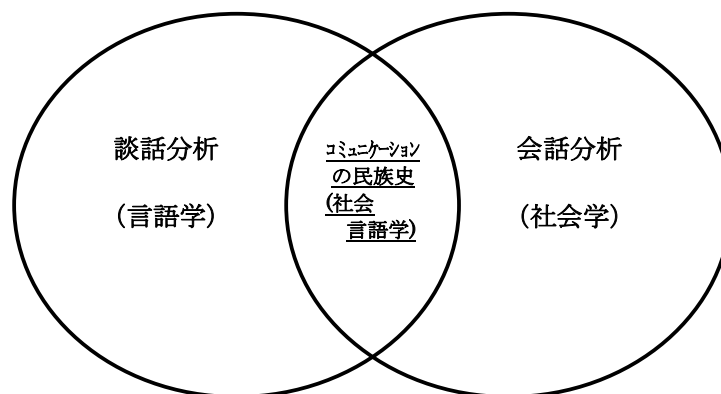 談話分析
(言語学)
コミュニケーション
の民族史
(社会
言語学)
会話分析
(社会学)